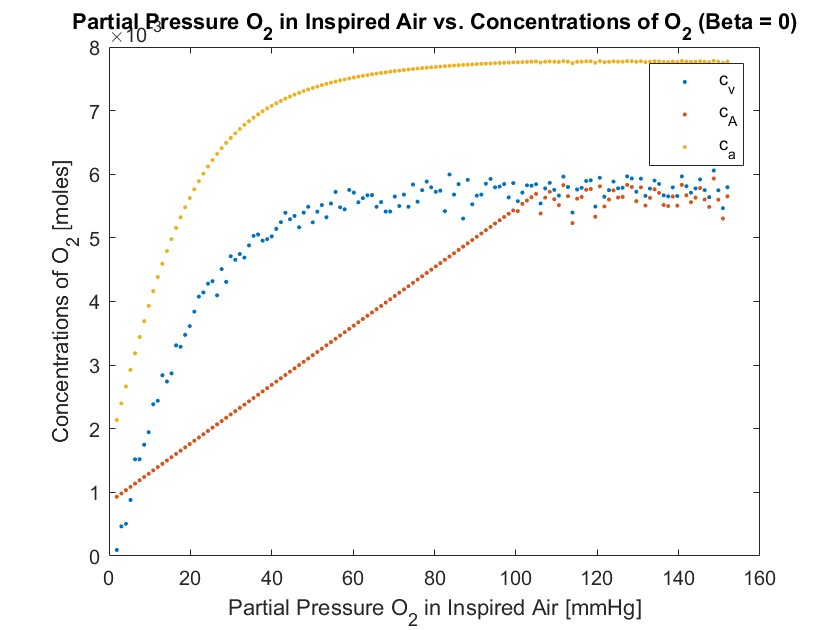 Partial Pressure O2 in Inspired Air vs. Concentrations of O2 (Beta = 0)
×10-3
8
7
6
5
4
3
2
1
0
Concentrations of O2 [moles]
cv
cA
ca
0 20 40 60 80 100 120 140 160
Partial Pressure O2 in Inspired Air [mmHg]